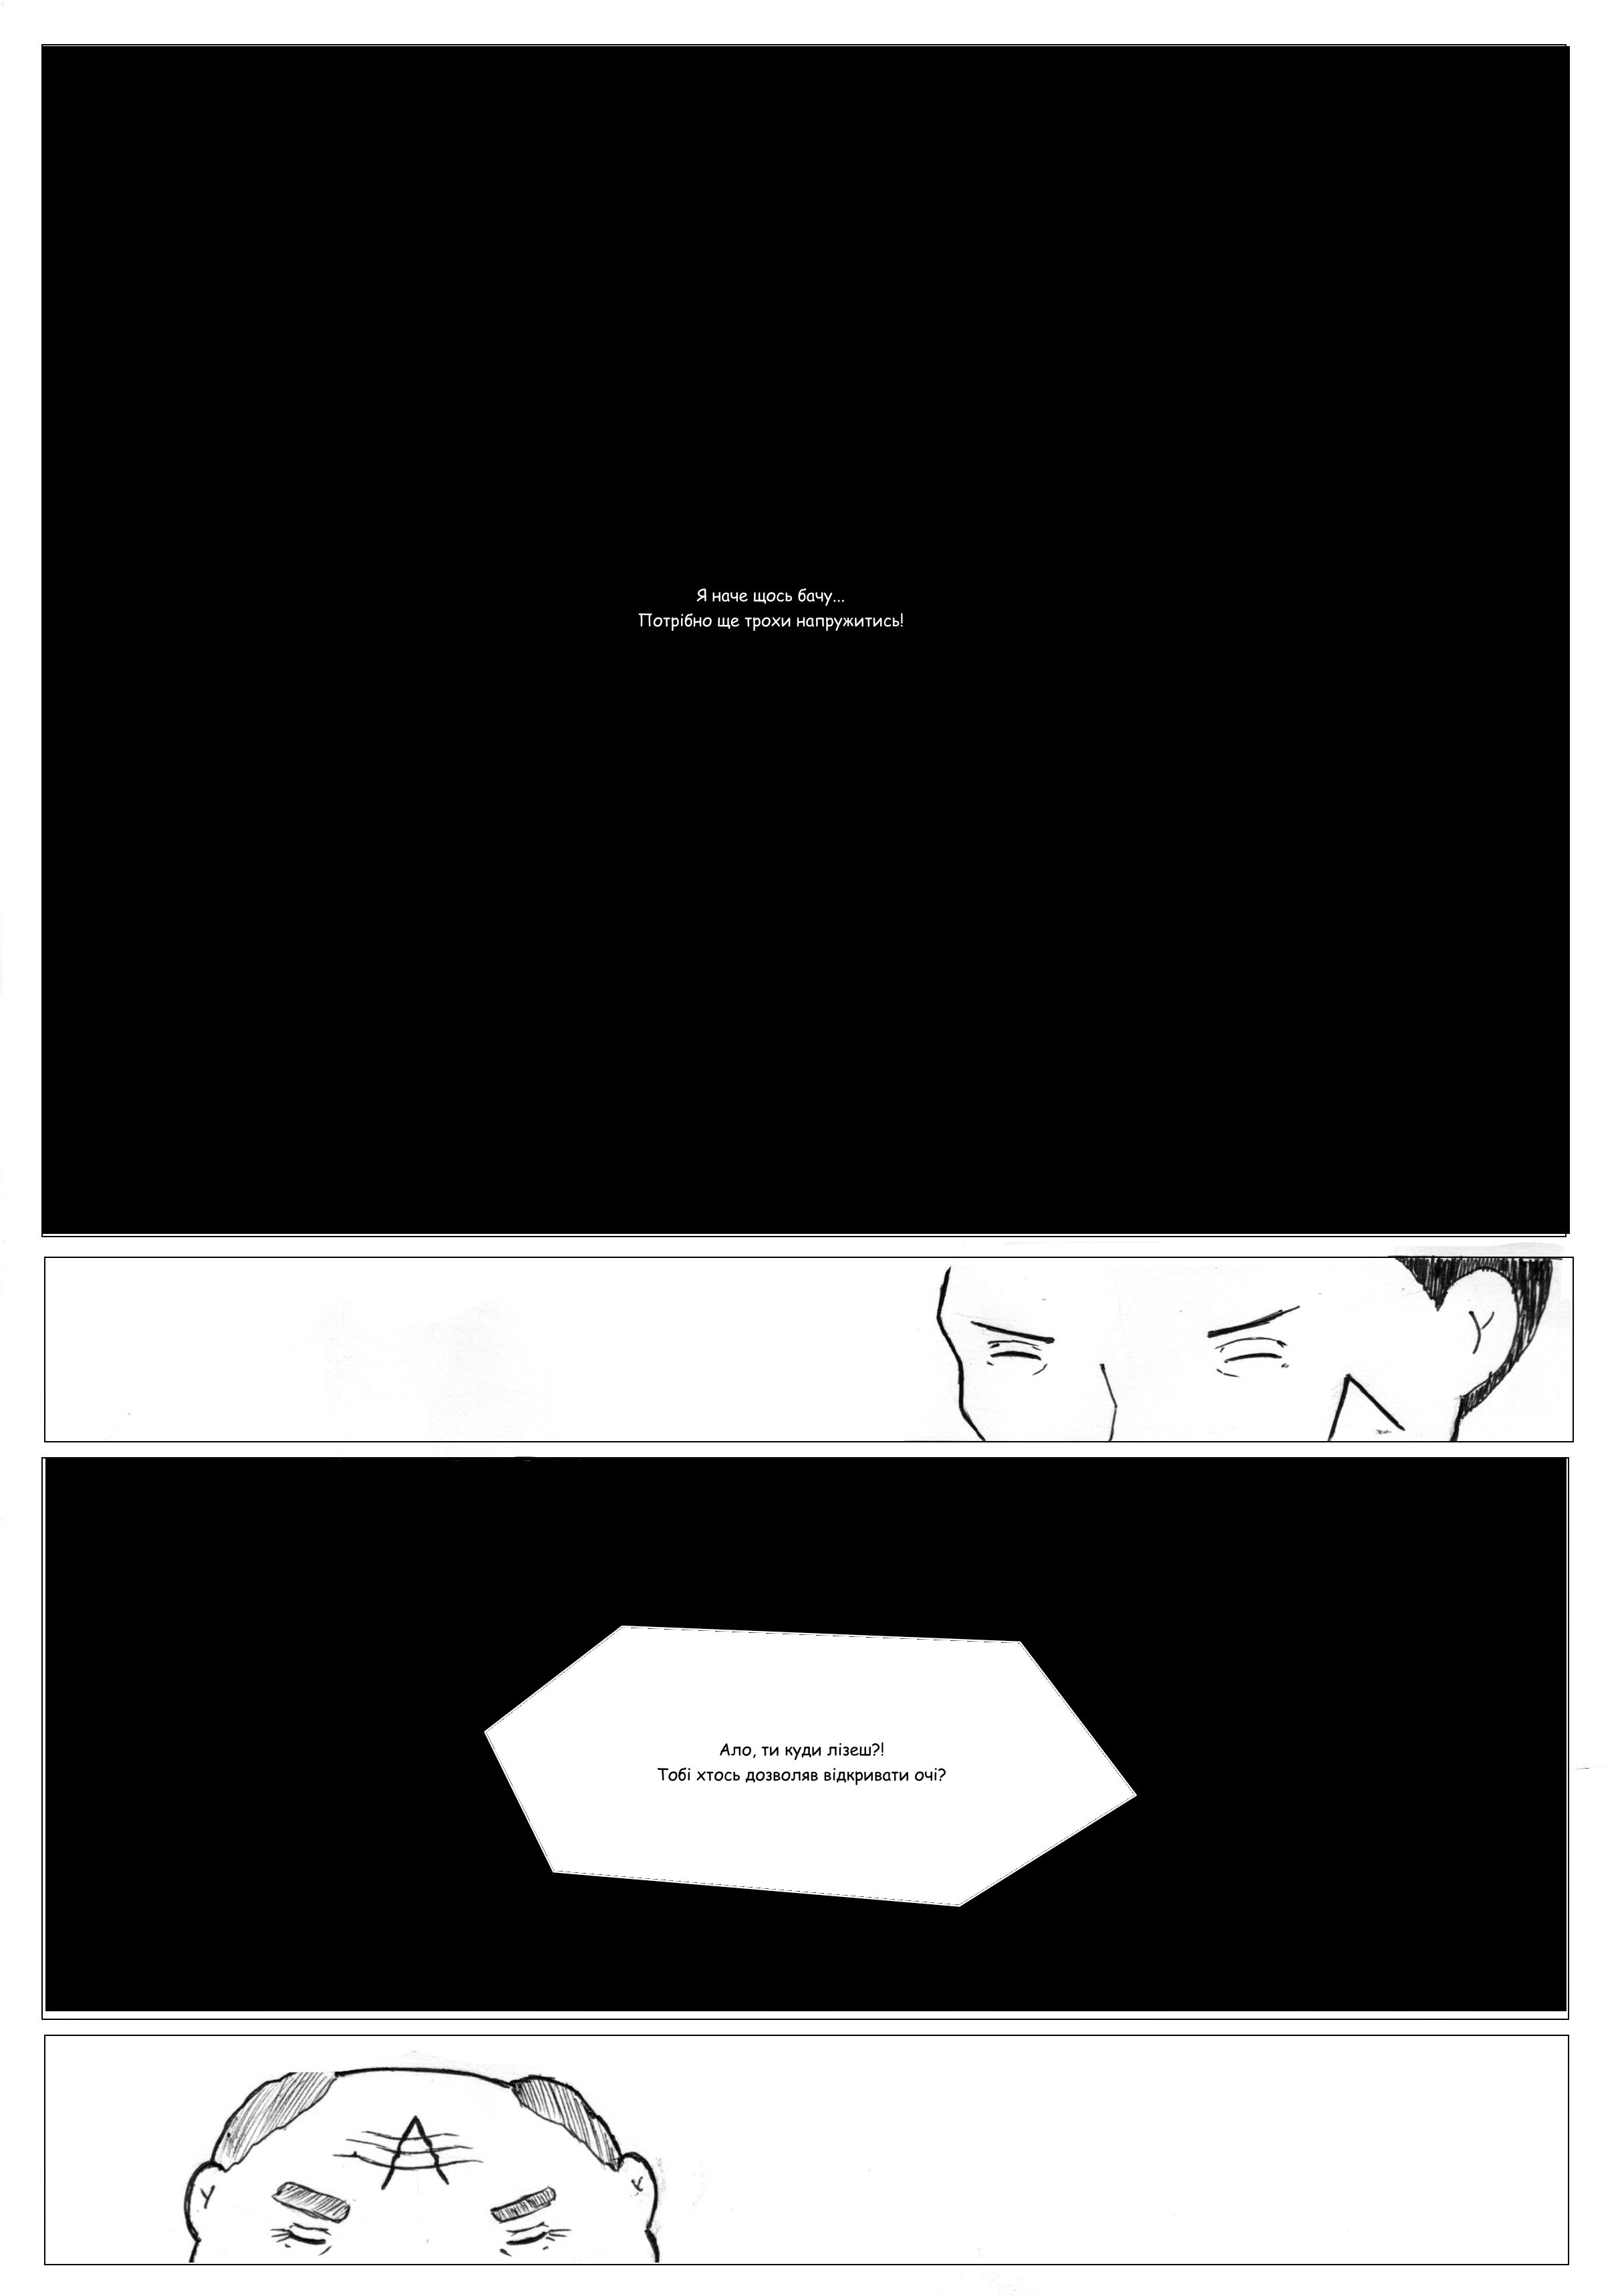 Я наче щось бачу...
Потрібно ще трохи напружитись!
Ало, ти куди лізеш?!
Тобі хтось дозволяв відкривати очі?